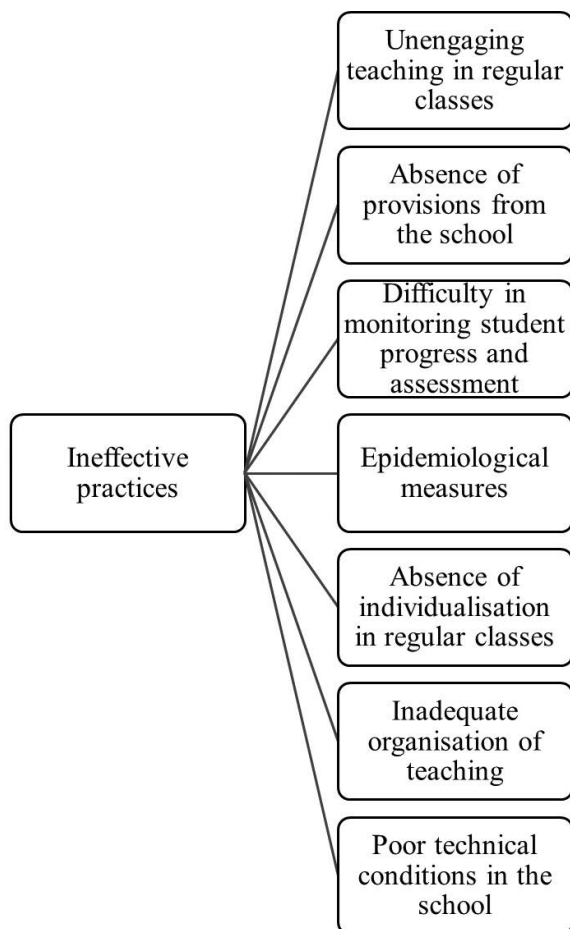 Unengaging
teaching in regular
classes
Absence of
provisions from
the school
Difficulty in
monitoring student
progress and
assessment
Ineffective
practices
Epidemiological
measures
Absence of
individualisation
in regular classes
Inadequate
organisation of
teaching
Poor technical
conditions in the
school